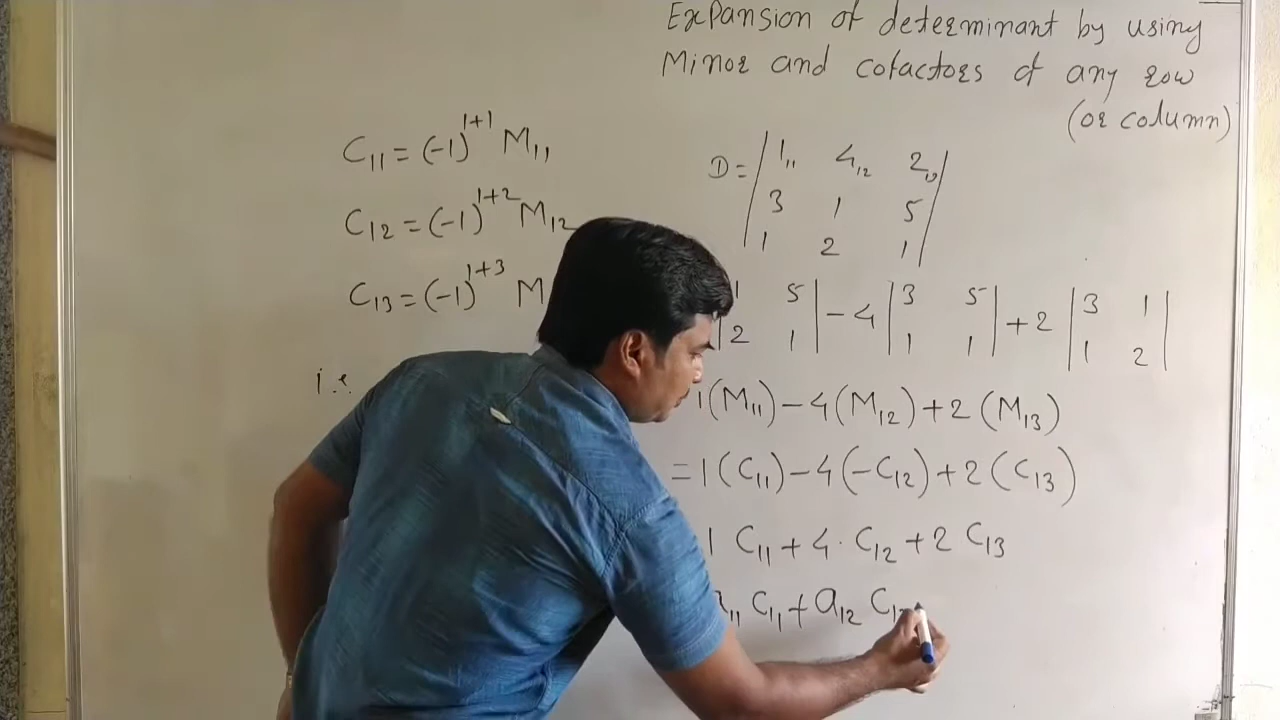 Expansion of determinant by using
Minor and cofactors of any row
(or column)
C₁₁ = (-1)¹⁺¹ M₁₁
C₁₂ = (-1)¹⁺² M₁₂
C₁₃ = (-1)¹⁺³ M
i.e
D = | 1₁₁ 4₁₂ 2 |
3 1 5
1 2 1
| 1 5 | - 4 | 3 5 | + 2 | 3 1 |
2 1 | 1 1 | 1 2 |
1(M₁₁) - 4(M₁₂) + 2(M₁₃)
= 1(C₁₁) - 4(-C₁₂) + 2(C₁₃)
1 C₁₁ + 4 · C₁₂ + 2 C₁₃
a₁₁ C₁₁ + a₁₂ C₁